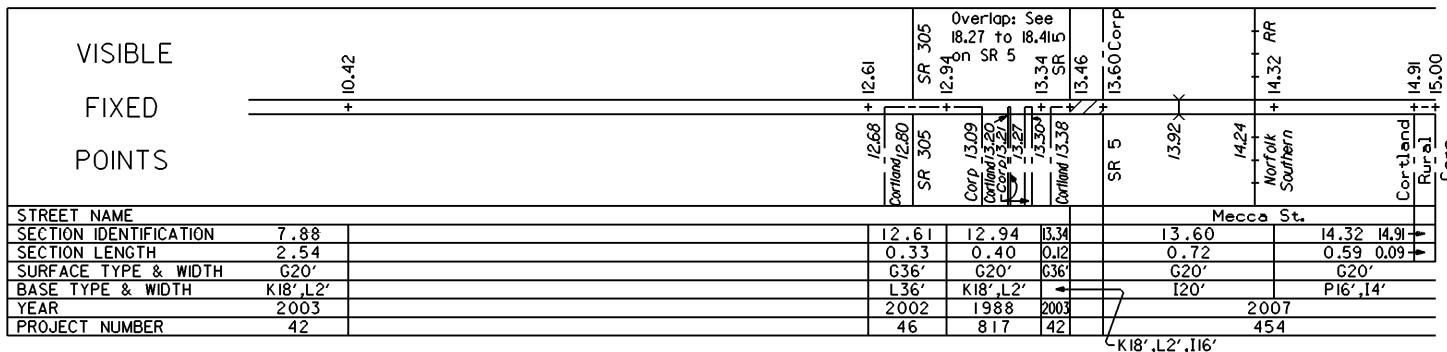 VISIBLE
FIXED
POINTS
10.42
12.61
SR 305
12.94
Overlap: See
18.27 to 18.415
on SR 5
13.34
SR 5
13.46
13.60 Corp
14.32 RR
14.91
15.00
12.68
Cortland 12.80
SR 305
Corp 13.09
Cortland 13.20
Corp 13.21
13.27
13.30
Cortland 13.38
SR 5
13.92
14.24
Norfolk
Southern
Cortland
Rural
Corp
STREET NAME Mecca St.
SECTION IDENTIFICATION 7.88 12.61 12.94 13.34 13.60 14.32 14.91
SECTION LENGTH 2.54 0.33 0.40 0.12 0.72 0.59 0.09
SURFACE TYPE & WIDTH G20' G36' G20' G36' G20' G20'
BASE TYPE & WIDTH K18',L2' L36' K18',L2' I20' P16',I4'
YEAR 2003 2002 1988 2003 2007
PROJECT NUMBER 42 46 817 42 454
K18',L2',I16'